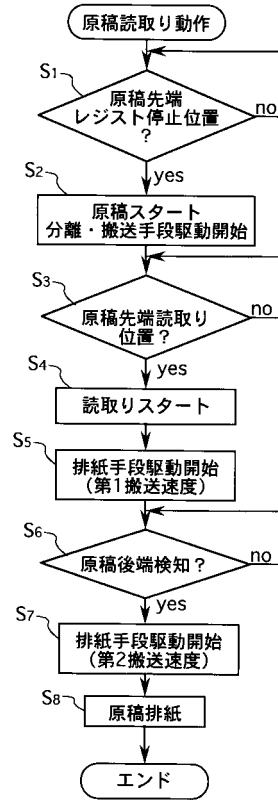 原稿読取り動作
S1
原稿先端
レジスト停止位置
?
no
yes
S2
原稿スタート
分離・搬送手段駆動開始
S3
原稿先端読取り
位置?
no
yes
S4
読取りスタート
S5
排紙手段駆動開始
(第1搬送速度)
S6
原稿後端検知?
no
yes
S7
排紙手段駆動開始
(第2搬送速度)
S8
原稿排紙
エンド